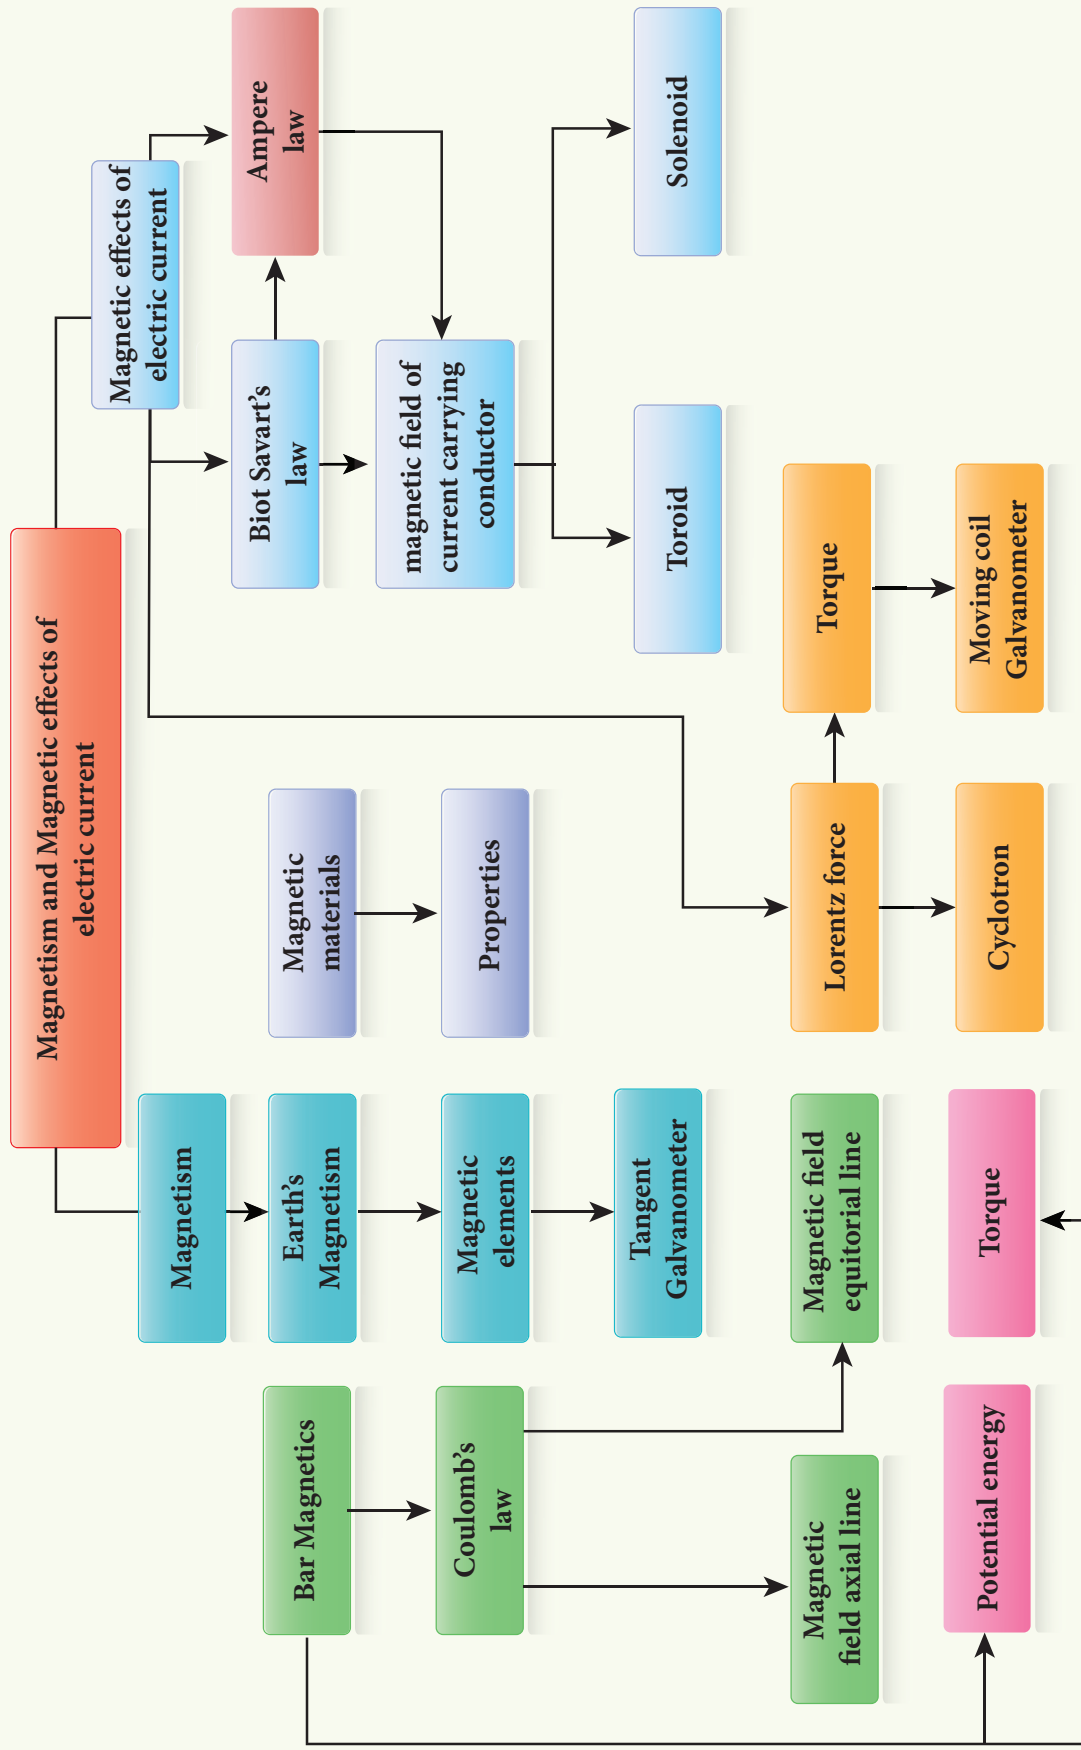 Magnetism and Magnetic effects of
electric current
Magnetism
Magnetic effects of
electric current
Bar Magnetics
Earth's
Magnetism
Magnetic
materials
Biot Savart's
law
Ampere
law
Coulomb's
law
Magnetic
elements
Properties
magnetic field of
current carrying
conductor
Tangent
Galvanometer
Toroid
Solenoid
Magnetic
field axial line
Magnetic field
equitorial line
Lorentz force
Torque
Potential energy
Torque
Cyclotron
Moving coil
Galvanometer